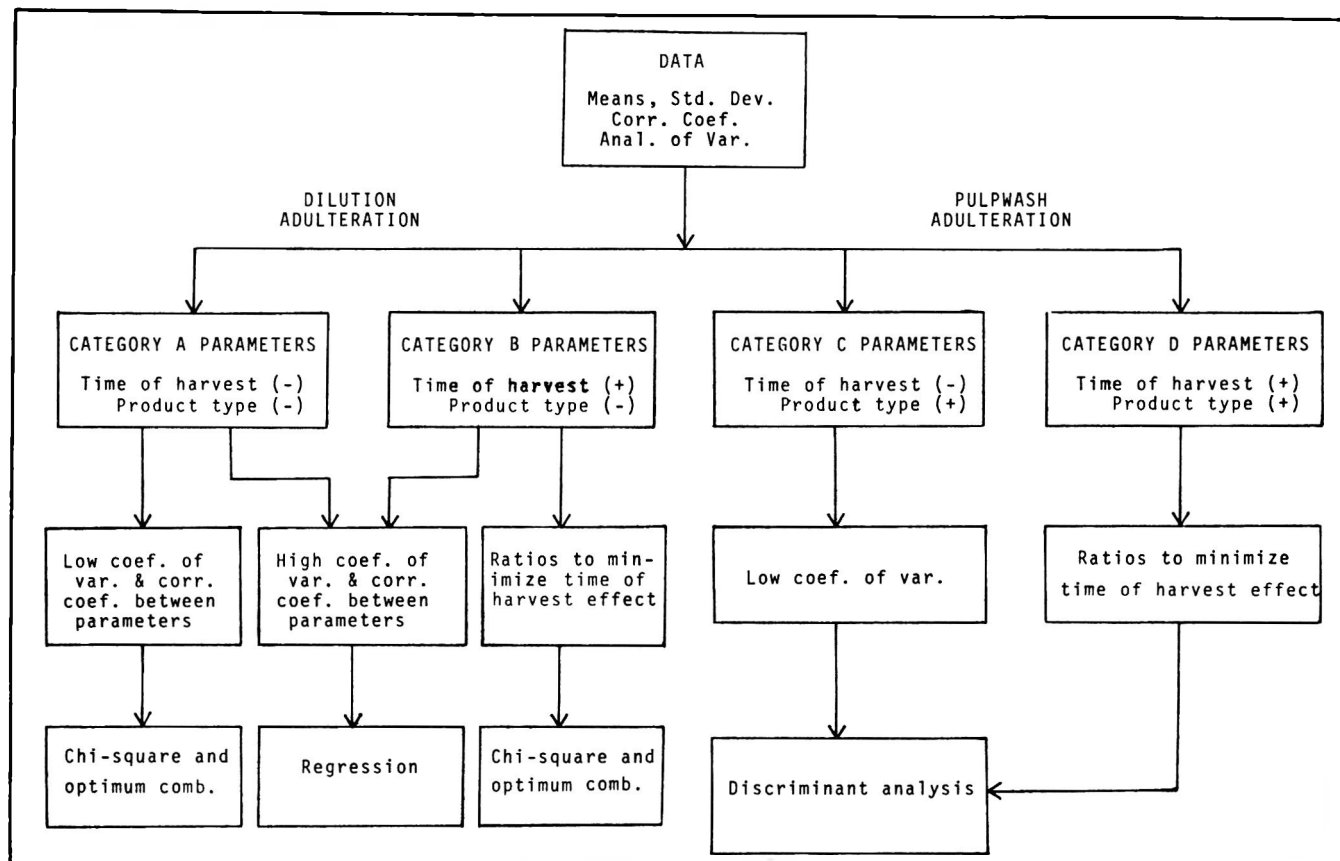 DATA
Means, Std. Dev.
Corr. Coef.
Anal. of Var.
DILUTION
ADULTERATION
PULPWASH
ADULTERATION
CATEGORY A PARAMETERS
Time of harvest (-)
Product type (-)
CATEGORY B PARAMETERS
Time of harvest (+)
Product type (-)
CATEGORY C PARAMETERS
Time of harvest (-)
Product type (+)
CATEGORY D PARAMETERS
Time of harvest (+)
Product type (+)
Low coef. of
var. & corr.
coef. between
parameters
High coef. of
var. & corr.
coef. between
parameters
Ratios to min-
imize time of
harvest effect
Low coef. of var.
Ratios to minimize
time of harvest effect
Chi-square and
optimum comb.
Regression
Chi-square and
optimum comb.
Discriminant analysis